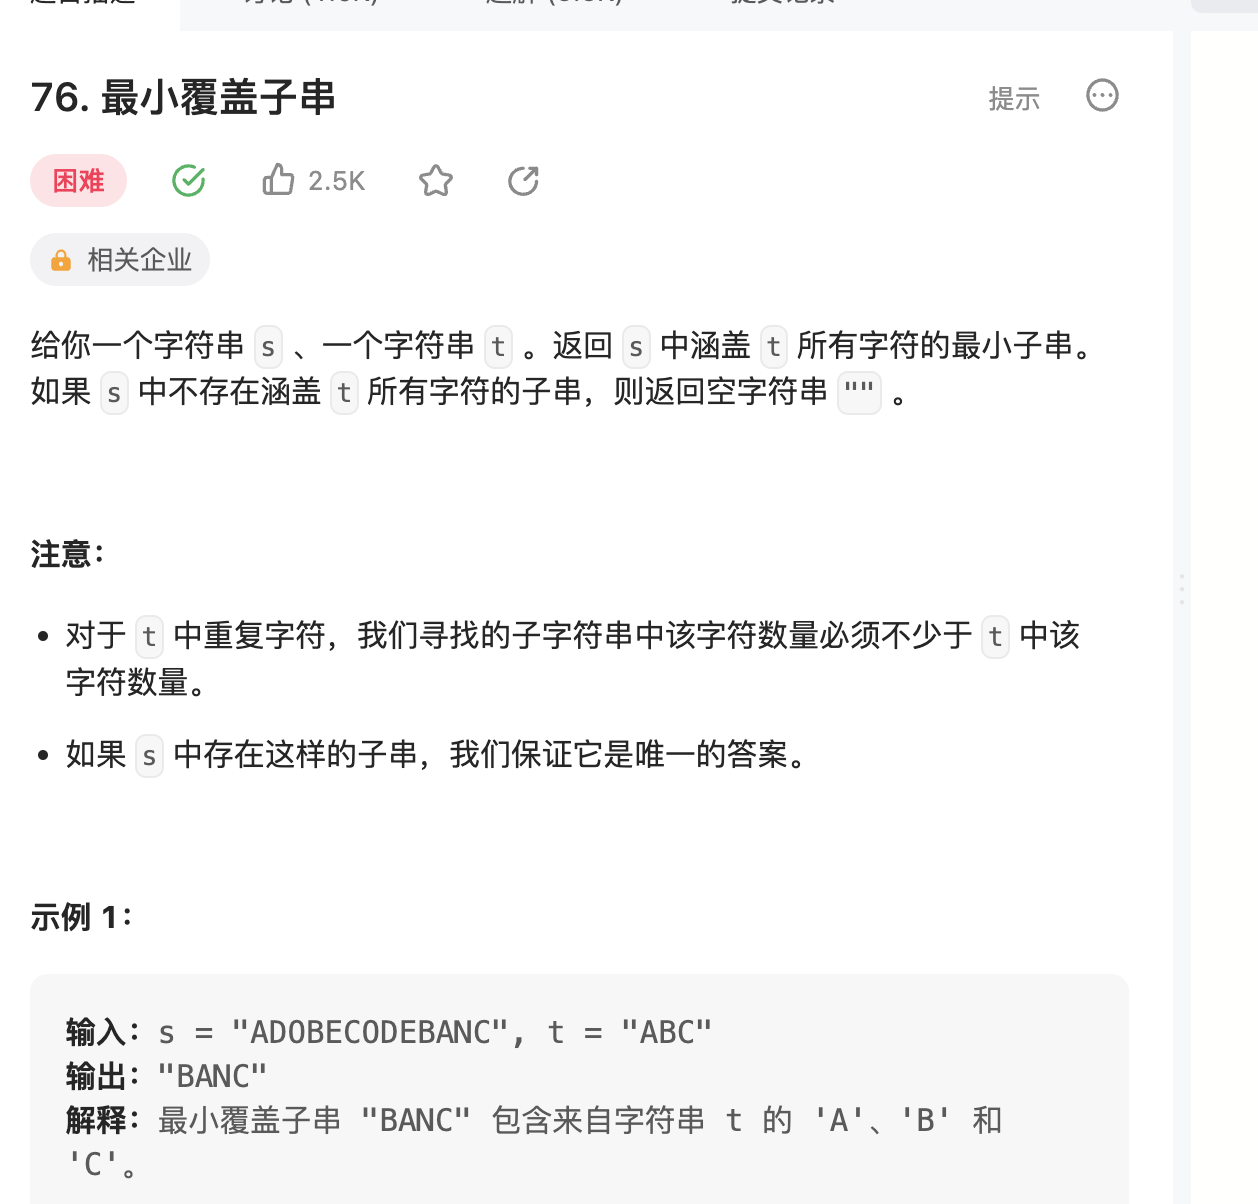 76. 最小覆盖子串
提示
困难
2.5K
相关企业
给你一个字符串 s 、一个字符串 t 。返回 s 中涵盖 t 所有字符的最小子串。
如果 s 中不存在涵盖 t 所有字符的子串，则返回空字符串 "" 。
注意：
• 对于 t 中重复字符，我们寻找的子字符串中该字符数量必须不少于 t 中该
字符数量。
• 如果 s 中存在这样的子串，我们保证它是唯一的答案。
示例 1：
输入：s = "ADOBECODEBANC", t = "ABC"
输出："BANC"
解释：最小覆盖子串 "BANC" 包含来自字符串 t 的 'A'、'B' 和
'C'。